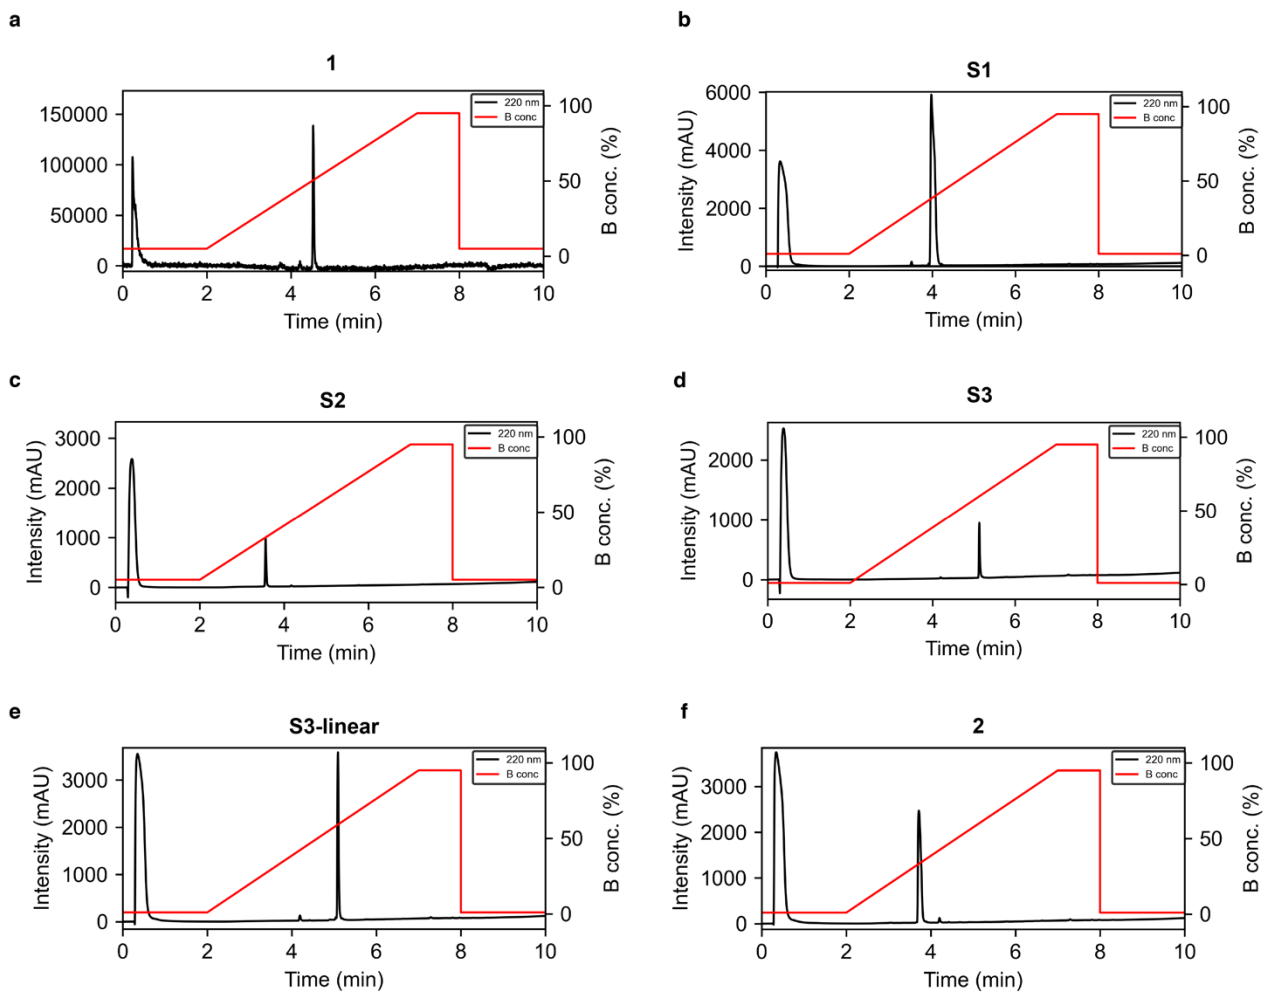 a
1
150000
100000
50000
0
220 nm
B conc
100
50
0
B conc. (%)
0 2 4 6 8 10
Time (min)
b
S1
Intensity (mAU)
6000
4000
2000
0
220 nm
B conc
100
50
0
B conc. (%)
0 2 4 6 8 10
Time (min)
c
S2
Intensity (mAU)
3000
2000
1000
0
220 nm
B conc
100
50
0
B conc. (%)
0 2 4 6 8 10
Time (min)
d
S3
Intensity (mAU)
2000
1000
0
220 nm
B conc
100
50
0
B conc. (%)
0 2 4 6 8 10
Time (min)
e
S3-linear
Intensity (mAU)
3000
2000
1000
0
220 nm
B conc
100
50
0
B conc. (%)
0 2 4 6 8 10
Time (min)
f
2
Intensity (mAU)
3000
2000
1000
0
220 nm
B conc
100
50
0
B conc. (%)
0 2 4 6 8 10
Time (min)